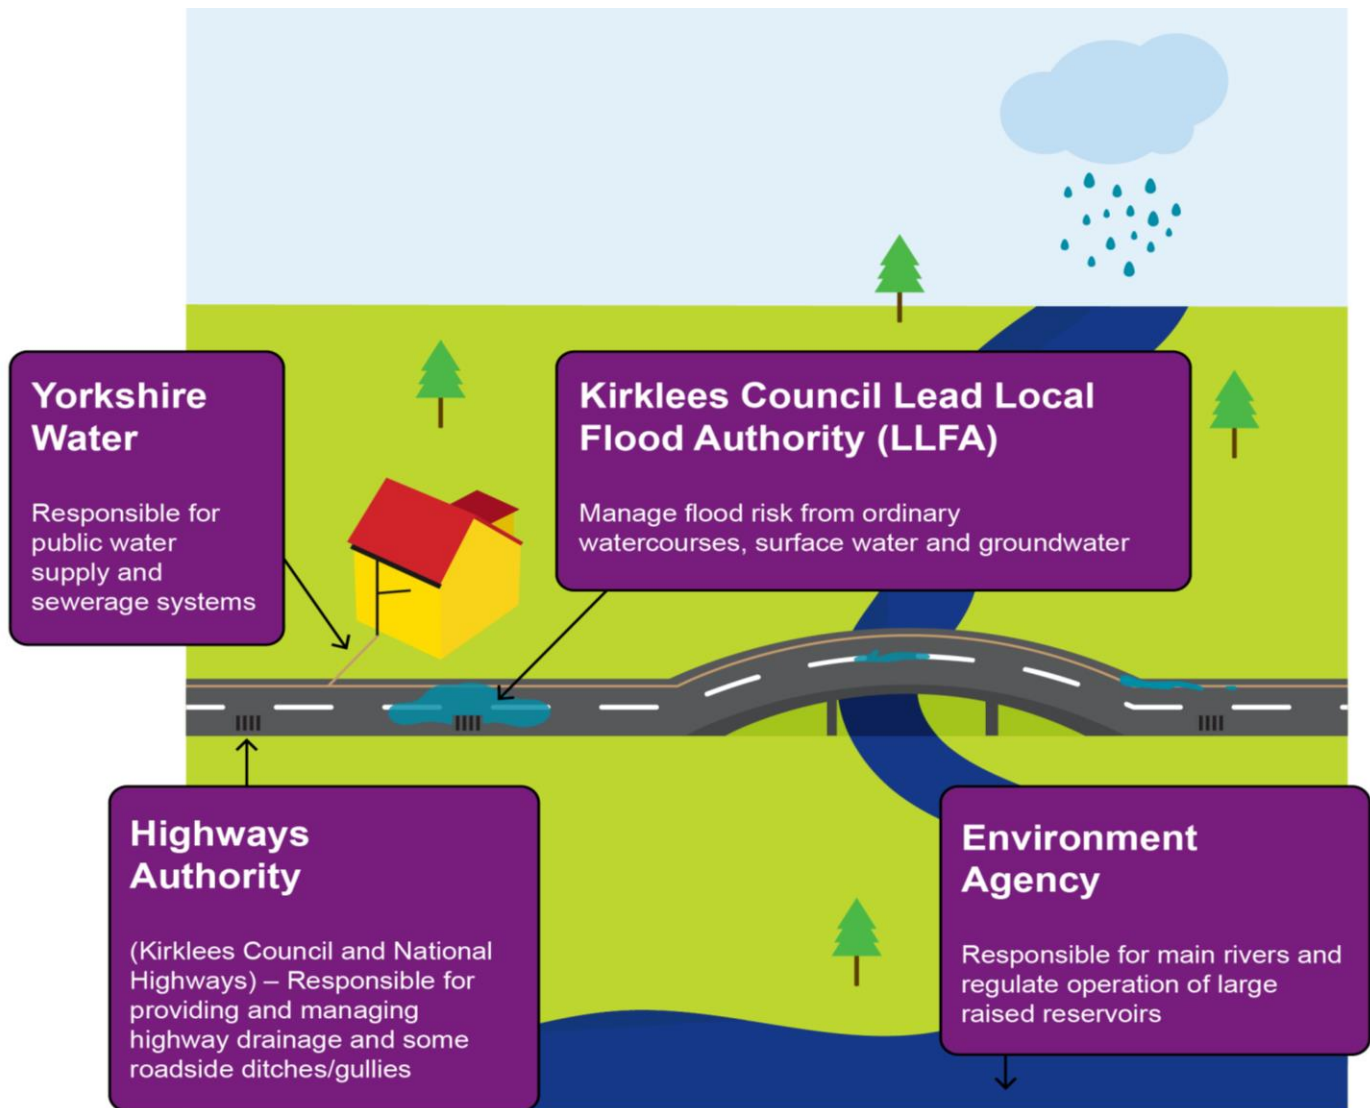 Yorkshire
Water
Responsible for
public water
supply and
sewerage systems
Kirklees Council Lead Local
Flood Authority (LLFA)
Manage flood risk from ordinary
watercourses, surface water and groundwater
Highways
Authority
(Kirklees Council and National
Highways) – Responsible for
providing and managing
highway drainage and some
roadside ditches/gullies
Environment
Agency
Responsible for main rivers and
regulate operation of large
raised reservoirs